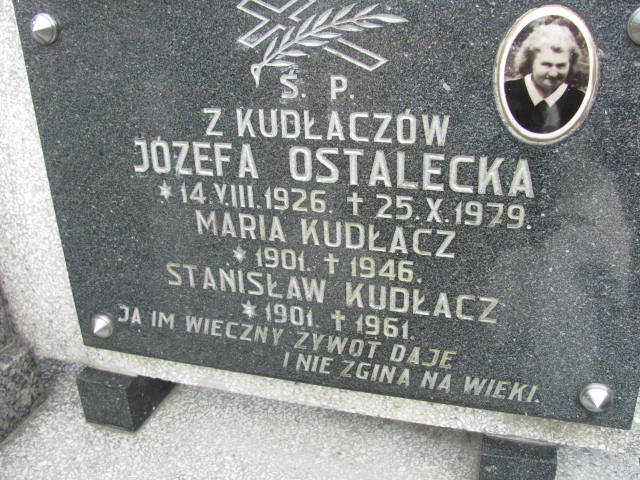 Ś. P.
Z KUDŁACZÓW
JÓZEFA OSTALECKA
* 14.VIII.1926. † 25.X.1979.
MARIA KUDŁACZ
* 1901. † 1946.
STANISŁAW KUDŁACZ
* 1901. † 1961.
JA IM WIECZNY ŻYWOT DAJĘ
I NIE ZGINĄ NA WIEKI.